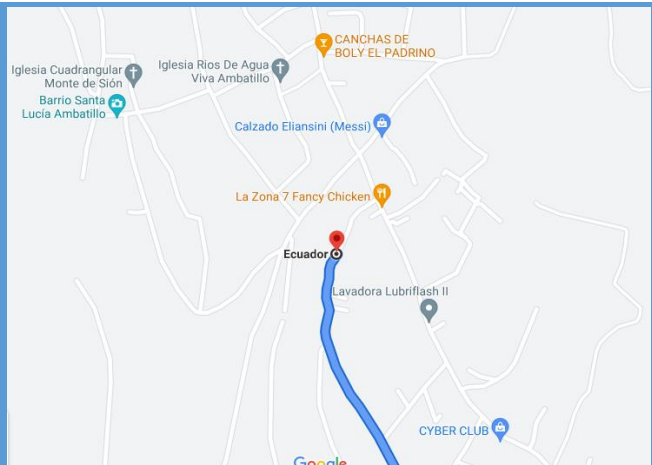 CANCHAS DE
BOLY EL PADRINO
Iglesia Cuadrangular
Monte de Sión
Iglesia Rios De Agua
Viva Ambatillo
Barrio Santa
Lucía Ambatillo
Calzado Eliansini (Messi)
La Zona 7 Fancy Chicken
Ecuador
Lavadora Lubriflash II
CYBER CLUB
Google